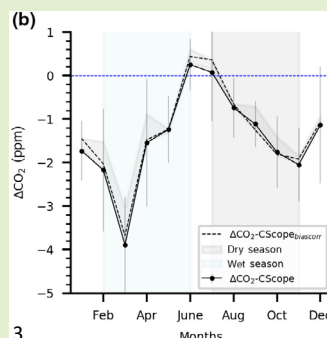 (b)
1
0
−1
−2
−3
−4
−5
ΔCO₂ (ppm)
ΔCO₂-CScope_biascorr
Dry season
Wet season
ΔCO₂-CScope
Feb Apr June Aug Oct Dec
Months
3